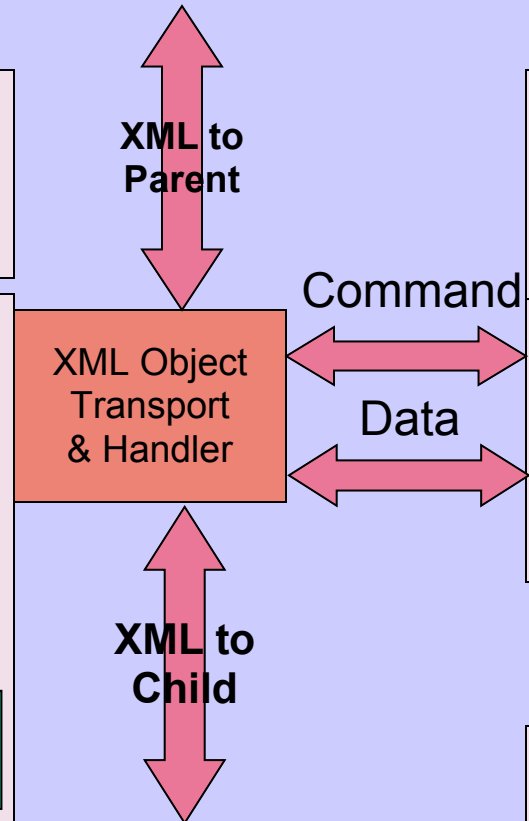 XML to
Parent
Command
XML Object
Transport
& Handler
Data
XML to
Child